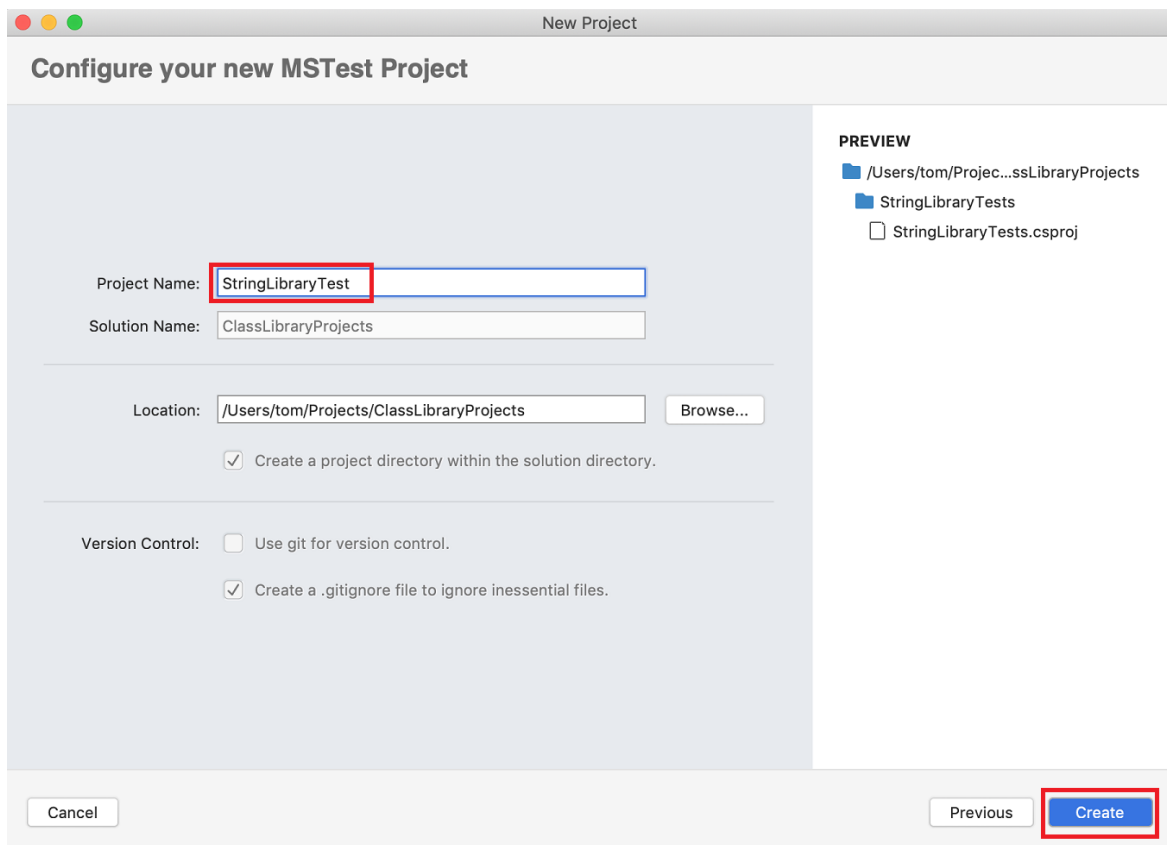 New Project
Configure your new MSTest Project
Project Name: StringLibraryTest
Solution Name: ClassLibraryProjects
Location: /Users/tom/Projects/ClassLibraryProjects Browse...
Create a project directory within the solution directory.
Version Control: Use git for version control.
Create a .gitignore file to ignore inessential files.
PREVIEW
/Users/tom/Projec...ssLibraryProjects
StringLibraryTests
StringLibraryTests.csproj
Cancel Previous Create